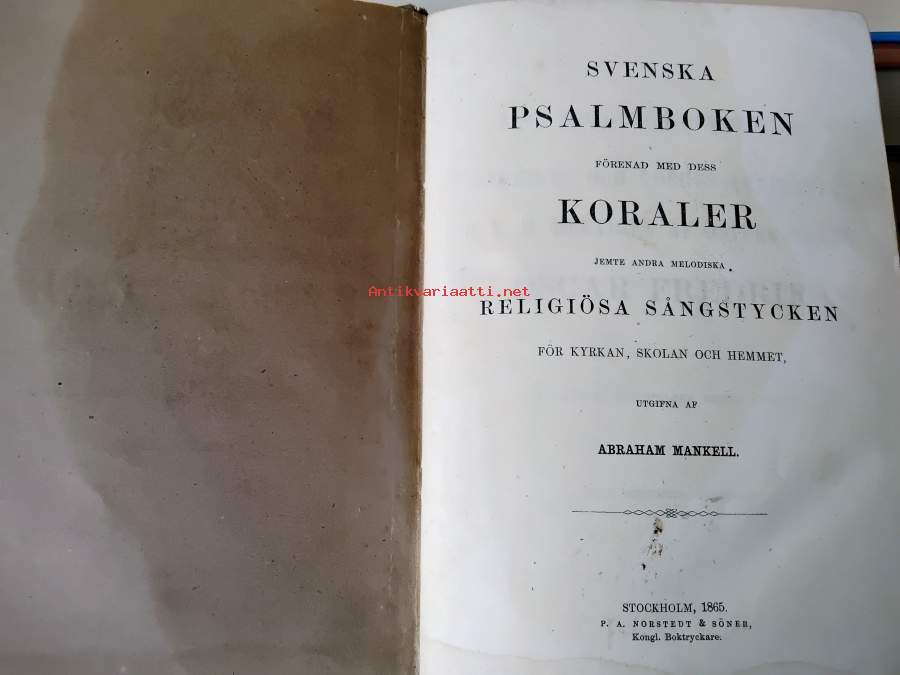 SVENSKA
PSALMBOKEN
FÖRENAD MED DESS
KORALER
JEMTE ANDRA MELODISKA
Antikvariaatti.net
RELIGIÖSA SÅNGSTYCKEN
FÖR KYRKAN, SKOLAN OCH HEMMET,
UTGIFNA AF
ABRAHAM MANKELL.
STOCKHOLM, 1865.
P. A. NORSTEDT & SÖNER,
Kongl. Boktryckare.